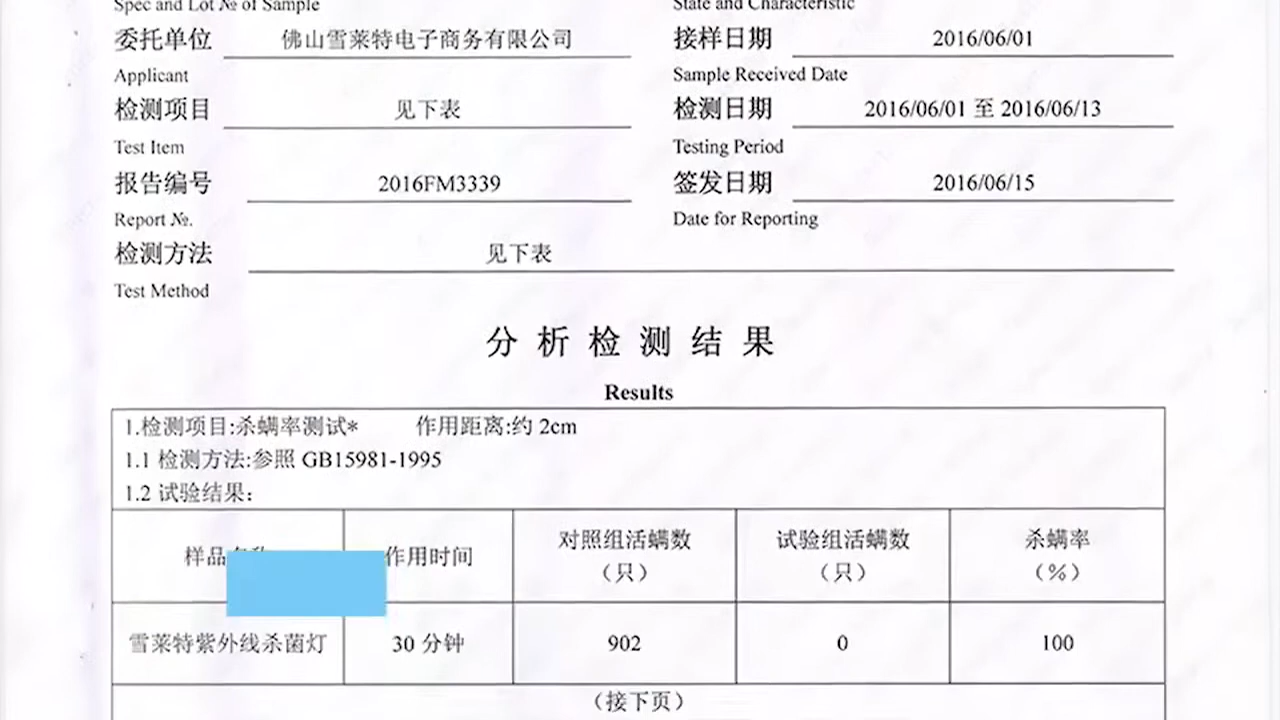 Spec and Lot № of Sample
State and Characteristic
委托单位 佛山雪莱特电子商务有限公司 接样日期 2016/06/01
Applicant Sample Received Date
检测项目 见下表 检测日期 2016/06/01 至 2016/06/13
Test Item Testing Period
报告编号 2016FM3339 签发日期 2016/06/15
Report №. Date for Reporting
检测方法 见下表
Test Method
分析检测结果
Results
1.检测项目:杀螨率测试* 作用距离:约 2cm
1.1 检测方法:参照 GB15981-1995
1.2 试验结果:
样品 作用时间 对照组活螨数(只) 试验组活螨数(只) 杀螨率(%)
雪莱特紫外线杀菌灯 30 分钟 902 0 100
(接下页)